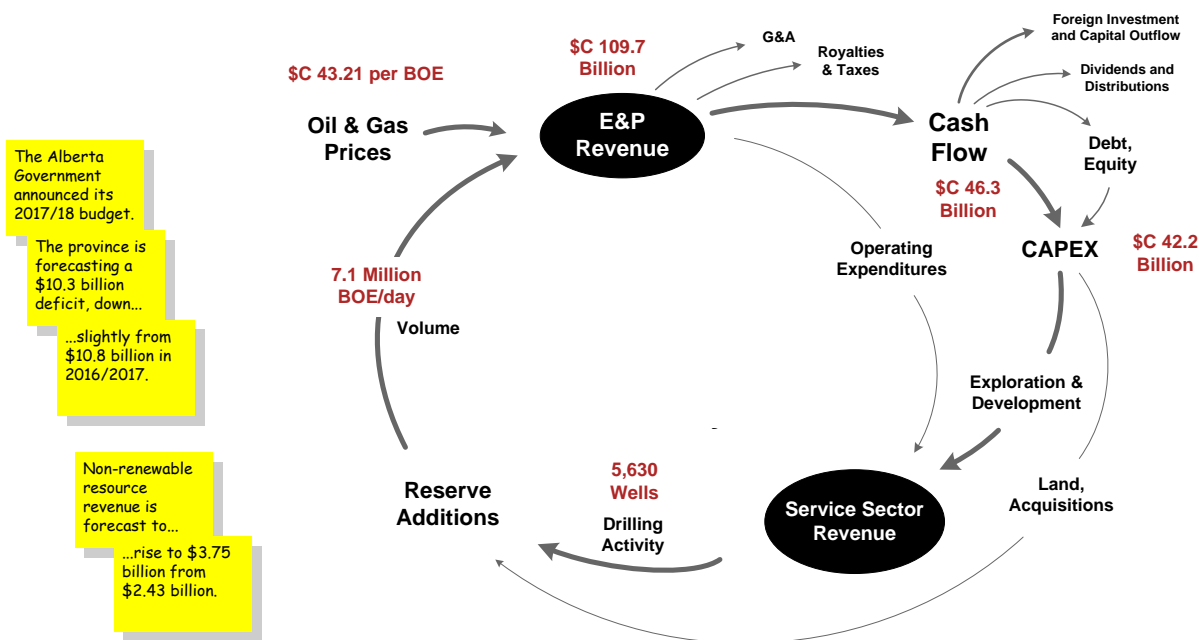 The Alberta
Government
announced its
2017/18 budget.
The province is
forecasting a
$10.3 billion
deficit, down...
...slightly from
$10.8 billion in
2016/2017.
Non-renewable
resource
revenue is
forecast to...
...rise to $3.75
billion from
$2.43 billion.
$C 43.21 per BOE
Oil & Gas
Prices
$C 109.7
Billion
E&P
Revenue
G&A
Royalties
& Taxes
Foreign Investment
and Capital Outflow
Dividends and
Distributions
Cash
Flow
$C 46.3
Billion
Debt,
Equity
CAPEX
$C 42.2
Billion
Operating
Expenditures
Exploration &
Development
Land,
Acquisitions
Service Sector
Revenue
5,630
Wells
Drilling
Activity
Reserve
Additions
7.1 Million
BOE/day
Volume